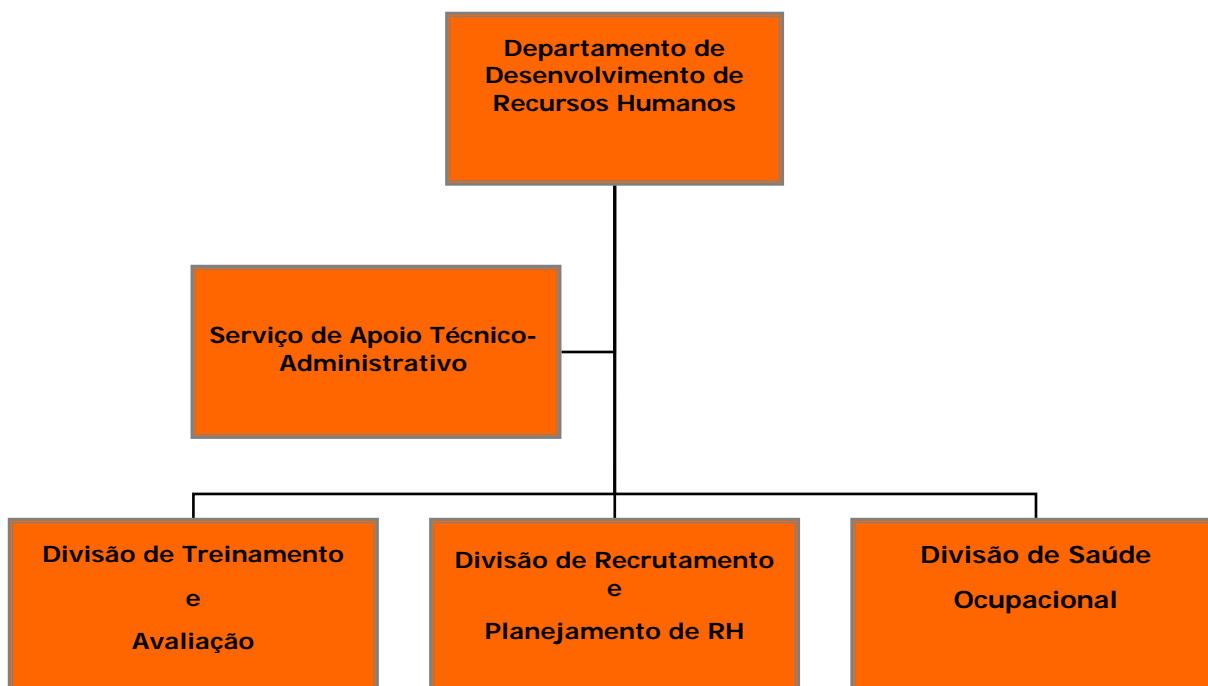 Departamento de
Desenvolvimento de
Recursos Humanos
Serviço de Apoio Técnico-
Administrativo
Divisão de Treinamento
e
Avaliação
Divisão de Recrutamento
e
Planejamento de RH
Divisão de Saúde
Ocupacional